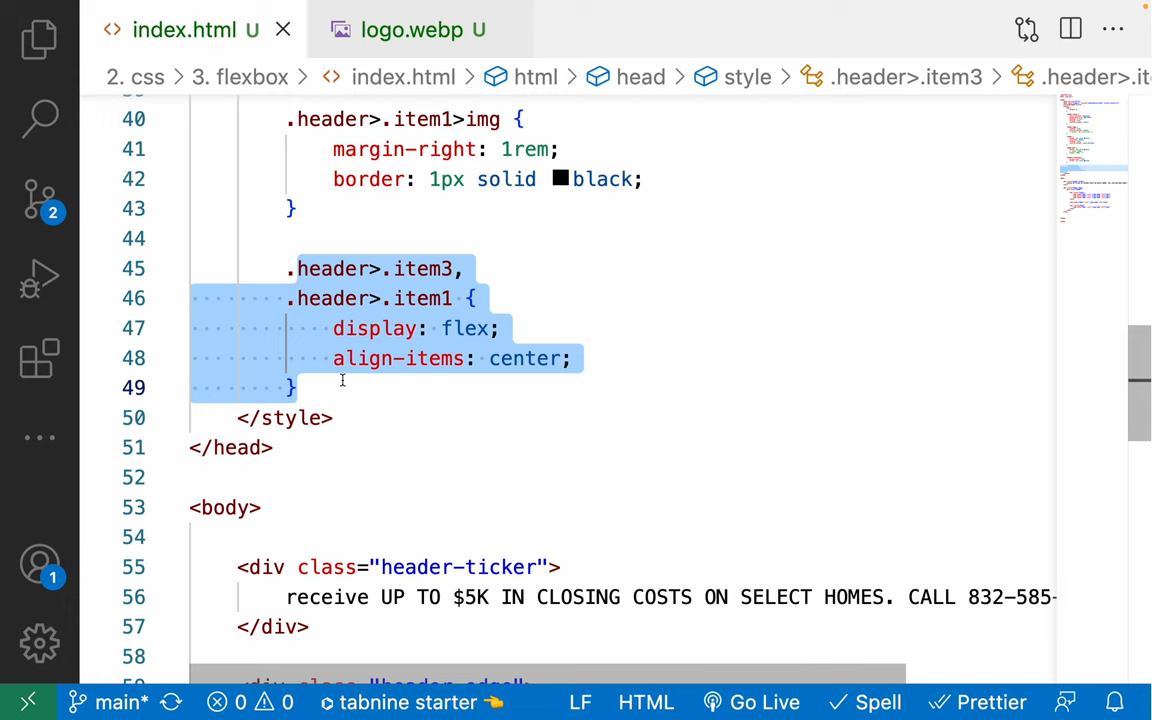 index.html U
logo.webp U
2. css > 3. flexbox > index.html > html > head > style > .header>.item3 > .header>.it
40 .header>.item1>img {
41 margin-right: 1rem;
42 border: 1px solid black;
43 }
44
45 .header>.item3,
46 .header>.item1 {
47 display: flex;
48 align-items: center;
49 }
50 </style>
51 </head>
52
53 <body>
54
55 <div class="header-ticker">
56 receive UP TO $5K IN CLOSING COSTS ON SELECT HOMES. CALL 832-585-
57 </div>
58
2
1
main* 0 0 tabnine starter 👈 LF HTML Go Live Spell Prettier